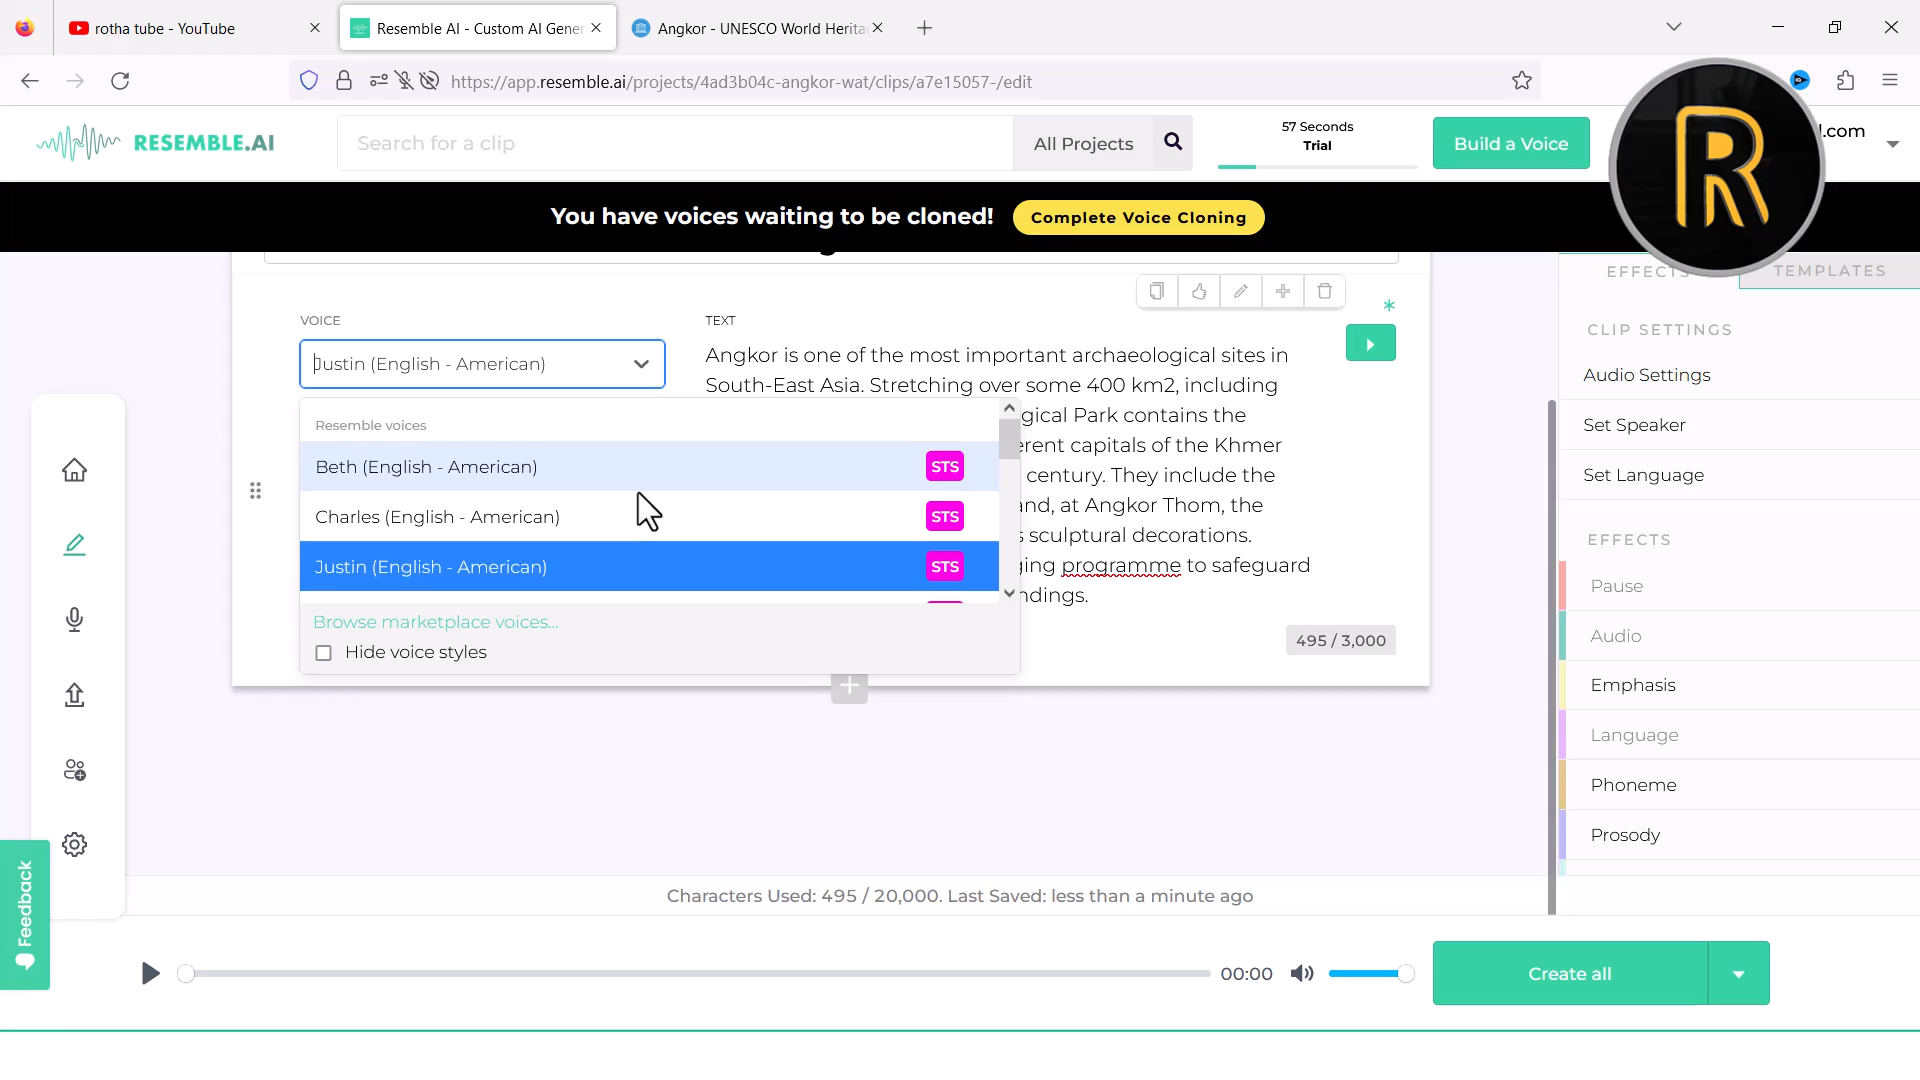 rotha tube - YouTube
Resemble AI - Custom AI Gener
Angkor - UNESCO World Herita
https://app.resemble.ai/projects/4ad3b04c-angkor-wat/clips/a7e15057-/edit
RESEMBLE.AI
Search for a clip
All Projects
57 Seconds
Trial
Build a Voice
l.com
R
You have voices waiting to be cloned!
Complete Voice Cloning
EFFECTS
TEMPLATES
VOICE
TEXT
Justin (English - American)
Angkor is one of the most important archaeological sites in
South-East Asia. Stretching over some 400 km2, including
gical Park contains the
erent capitals of the Khmer
century. They include the
and, at Angkor Thom, the
s sculptural decorations.
ging programme to safeguard
ndings.
Resemble voices
Beth (English - American)
STS
Charles (English - American)
STS
Justin (English - American)
STS
Browse marketplace voices...
Hide voice styles
495 / 3,000
CLIP SETTINGS
Audio Settings
Set Speaker
Set Language
EFFECTS
Pause
Audio
Emphasis
Language
Phoneme
Prosody
Feedback
Characters Used: 495 / 20,000. Last Saved: less than a minute ago
00:00
Create all